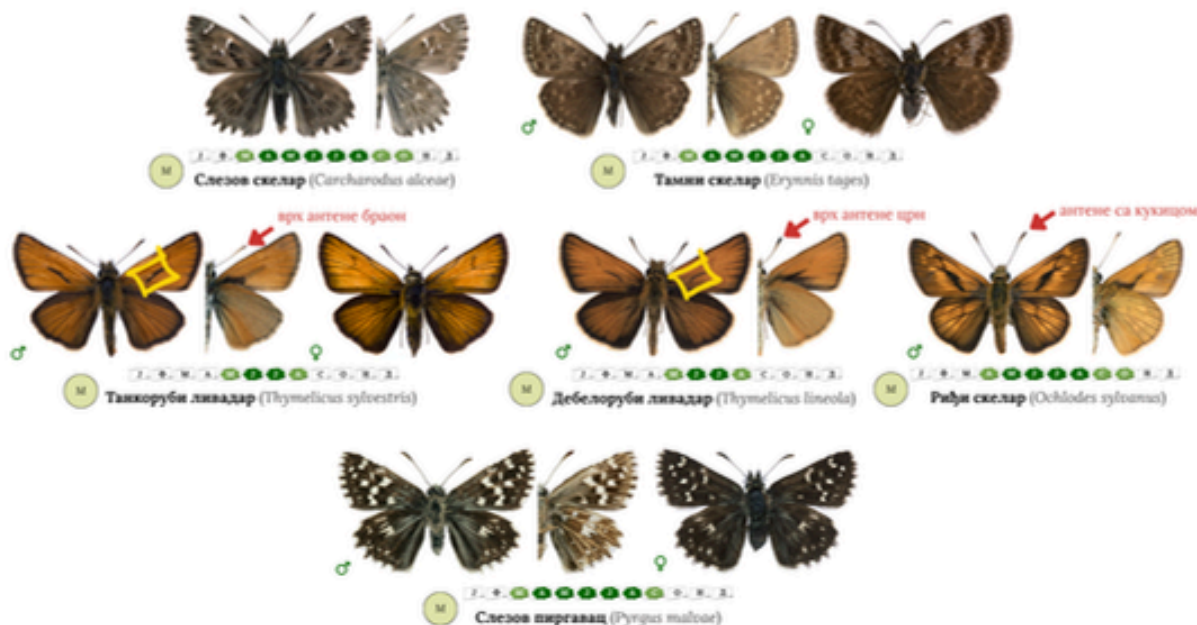 Ј Ф М А М Ј Ј А С О Н Д
Ј Ф М А М Ј Ј А С О Н Д
М Слезов скелар (Carcharodus alceae)
М Тамни скелар (Erynnis tages)
врх антене браон
врх антене црн
антене са кукицом
Ј Ф М А М Ј Ј А С О Н Д
Ј Ф М А М Ј Ј А С О Н Д
Ј Ф М А М Ј Ј А С О Н Д
М Танкоруби ливадар (Thymelicus sylvestris)
М Дебелоруби ливадар (Thymelicus lineola)
М Риђи скелар (Ochlodes sylvanus)
Ј Ф М А М Ј Ј А С О Н Д
М Слезов пиргавац (Pyrgus malvae)